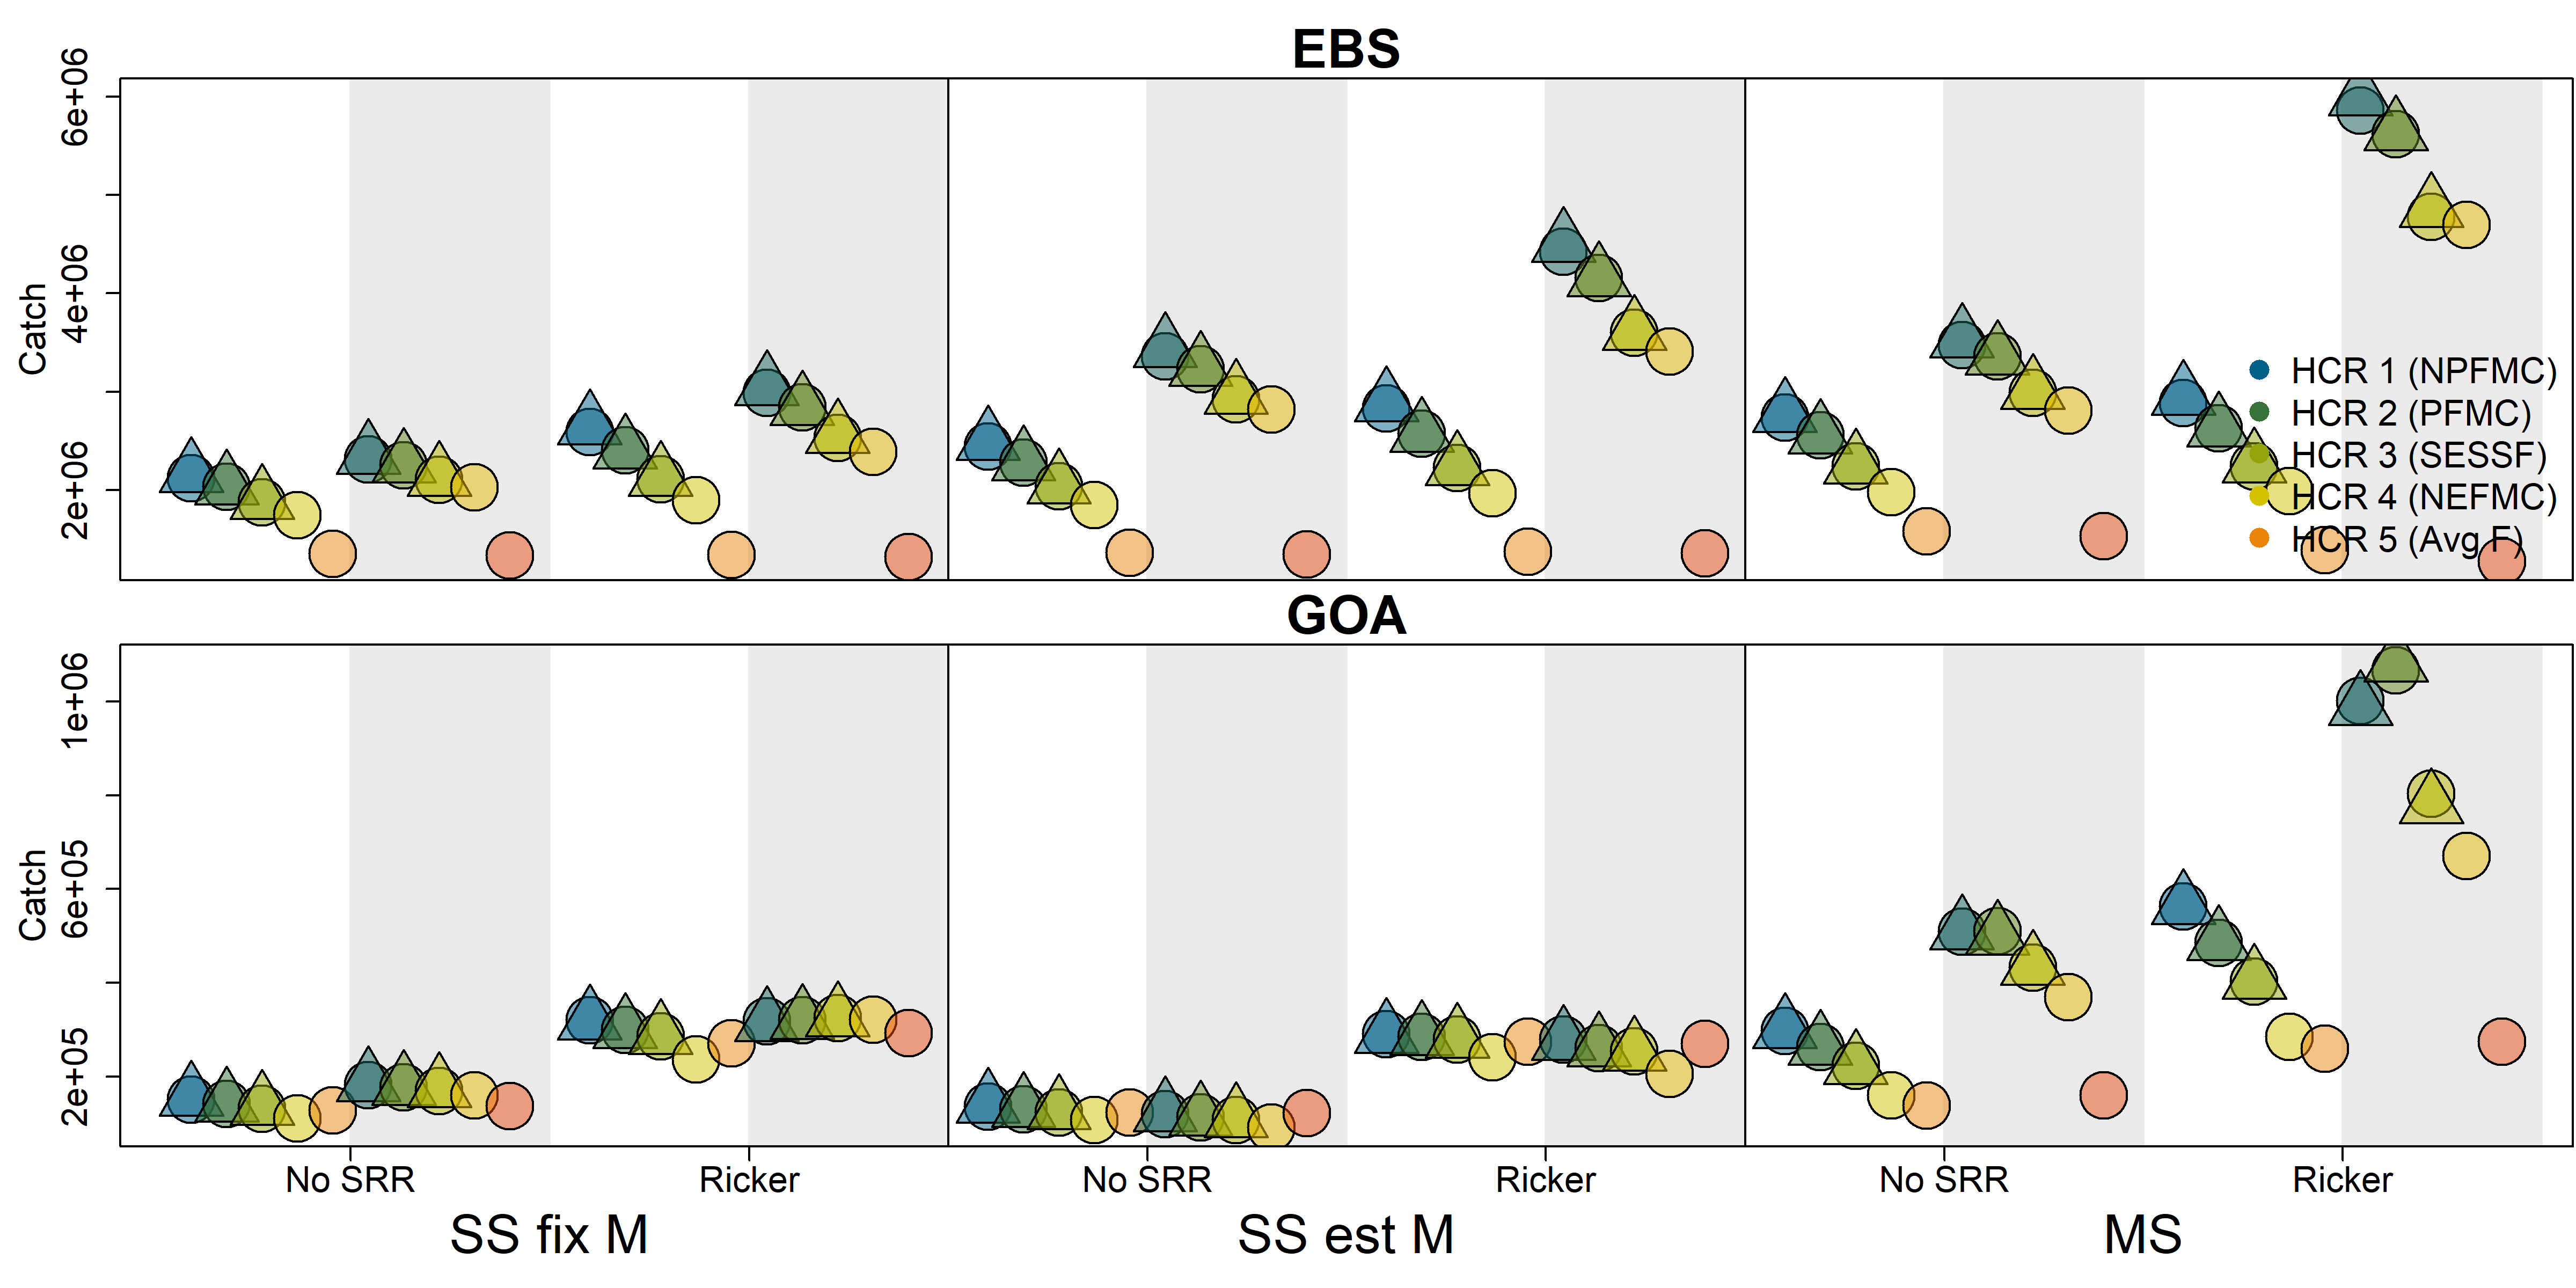 EBS
Catch
6e+06
4e+06
2e+06
HCR 1 (NPFMC)
HCR 2 (PFMC)
HCR 3 (SESSF)
HCR 4 (NEFMC)
HCR 5 (Avg F)
GOA
Catch
1e+06
6e+05
2e+05
No SRR Ricker No SRR Ricker No SRR Ricker
SS fix M SS est M MS